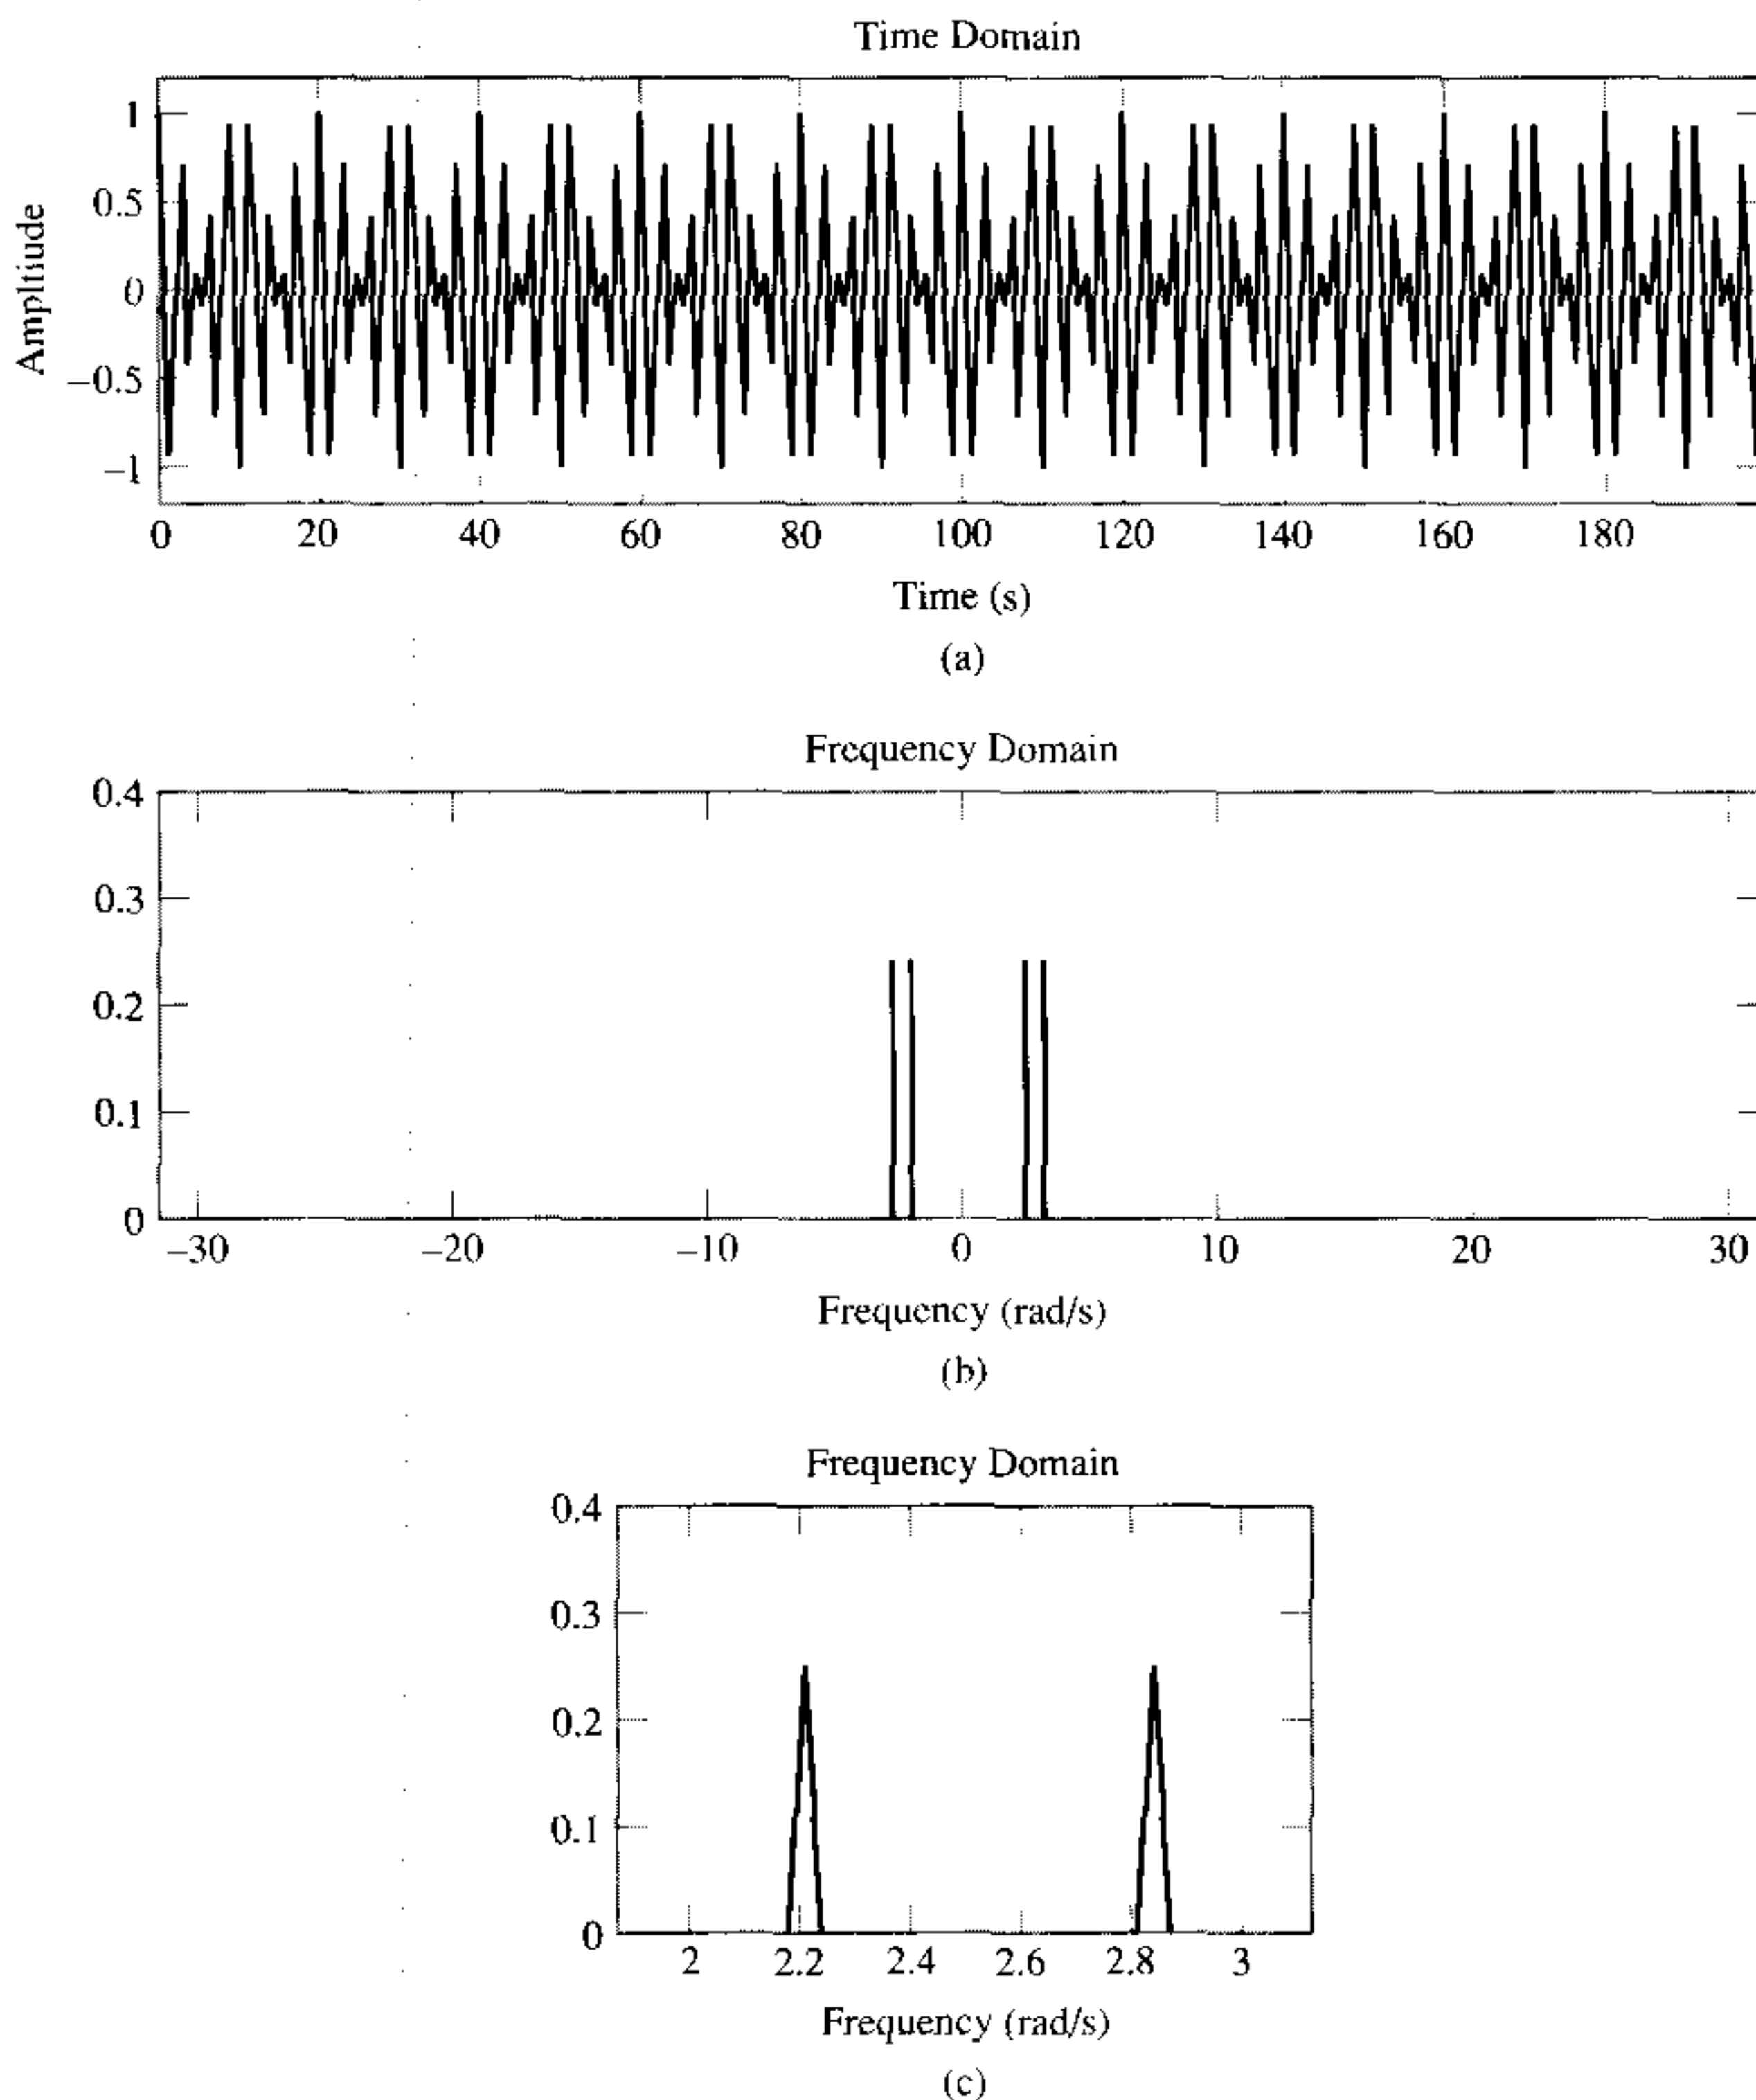 Time Domain
1
0.5
0
–0.5
–1
Ampltiude
0 20 40 60 80 100 120 140 160 180
Time (s)
(a)
Frequency Domain
0.4
0.3
0.2
0.1
0
–30 –20 –10 0 10 20 30
Frequency (rad/s)
(b)
Frequency Domain
0.4
0.3
0.2
0.1
0
2 2.2 2.4 2.6 2.8 3
Frequency (rad/s)
(c)